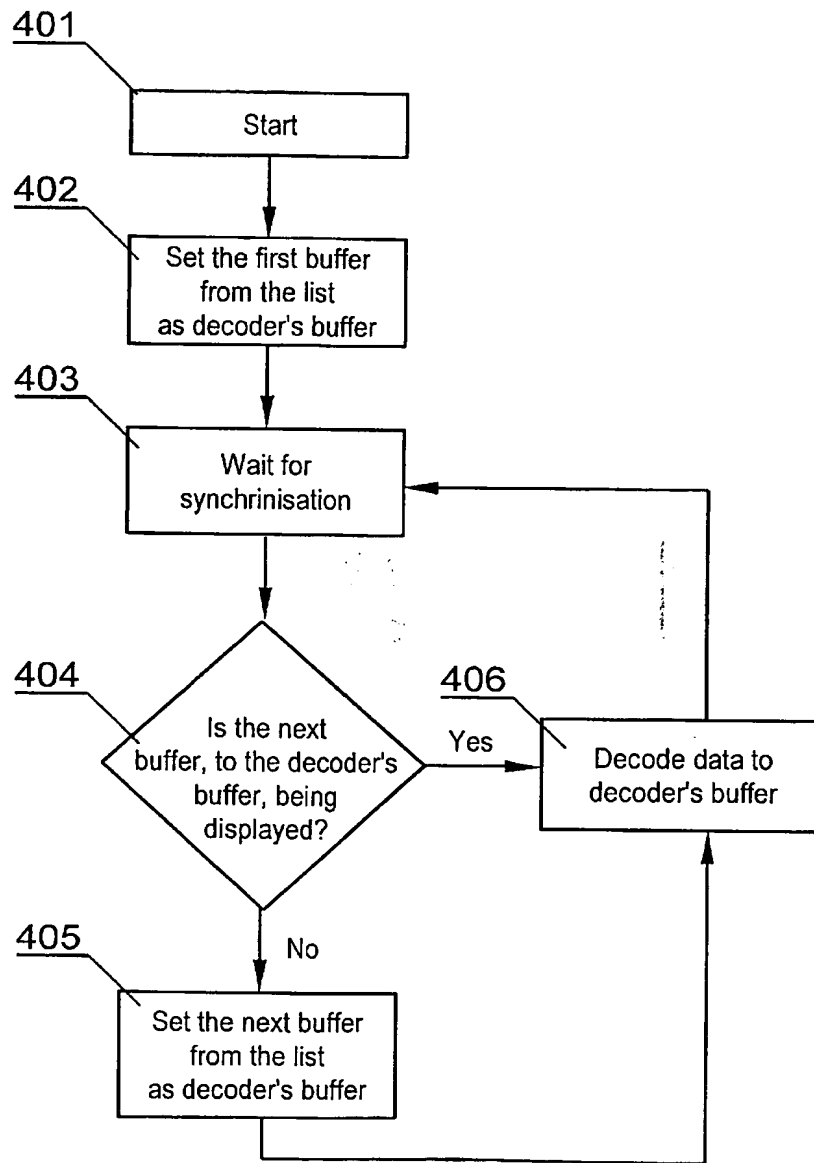 401
Start
402
Set the first buffer
from the list
as decoder's buffer
403
Wait for
synchrinisation
404
Is the next
buffer, to the decoder's
buffer, being
displayed?
Yes
406
Decode data to
decoder's buffer
No
405
Set the next buffer
from the list
as decoder's buffer